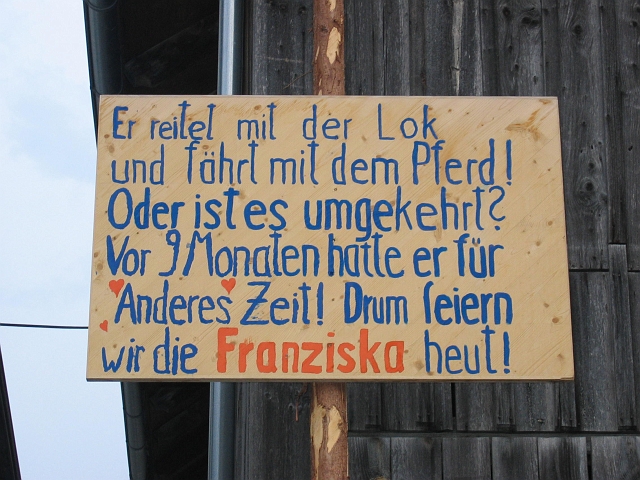 Er reitet mit der Lok
und fährt mit dem Pferd!
Oder ist es umgekehrt?
Vor 9 Monaten hatte er für
"Anderes" Zeit! Drum feiern
wir die Franziska heut!